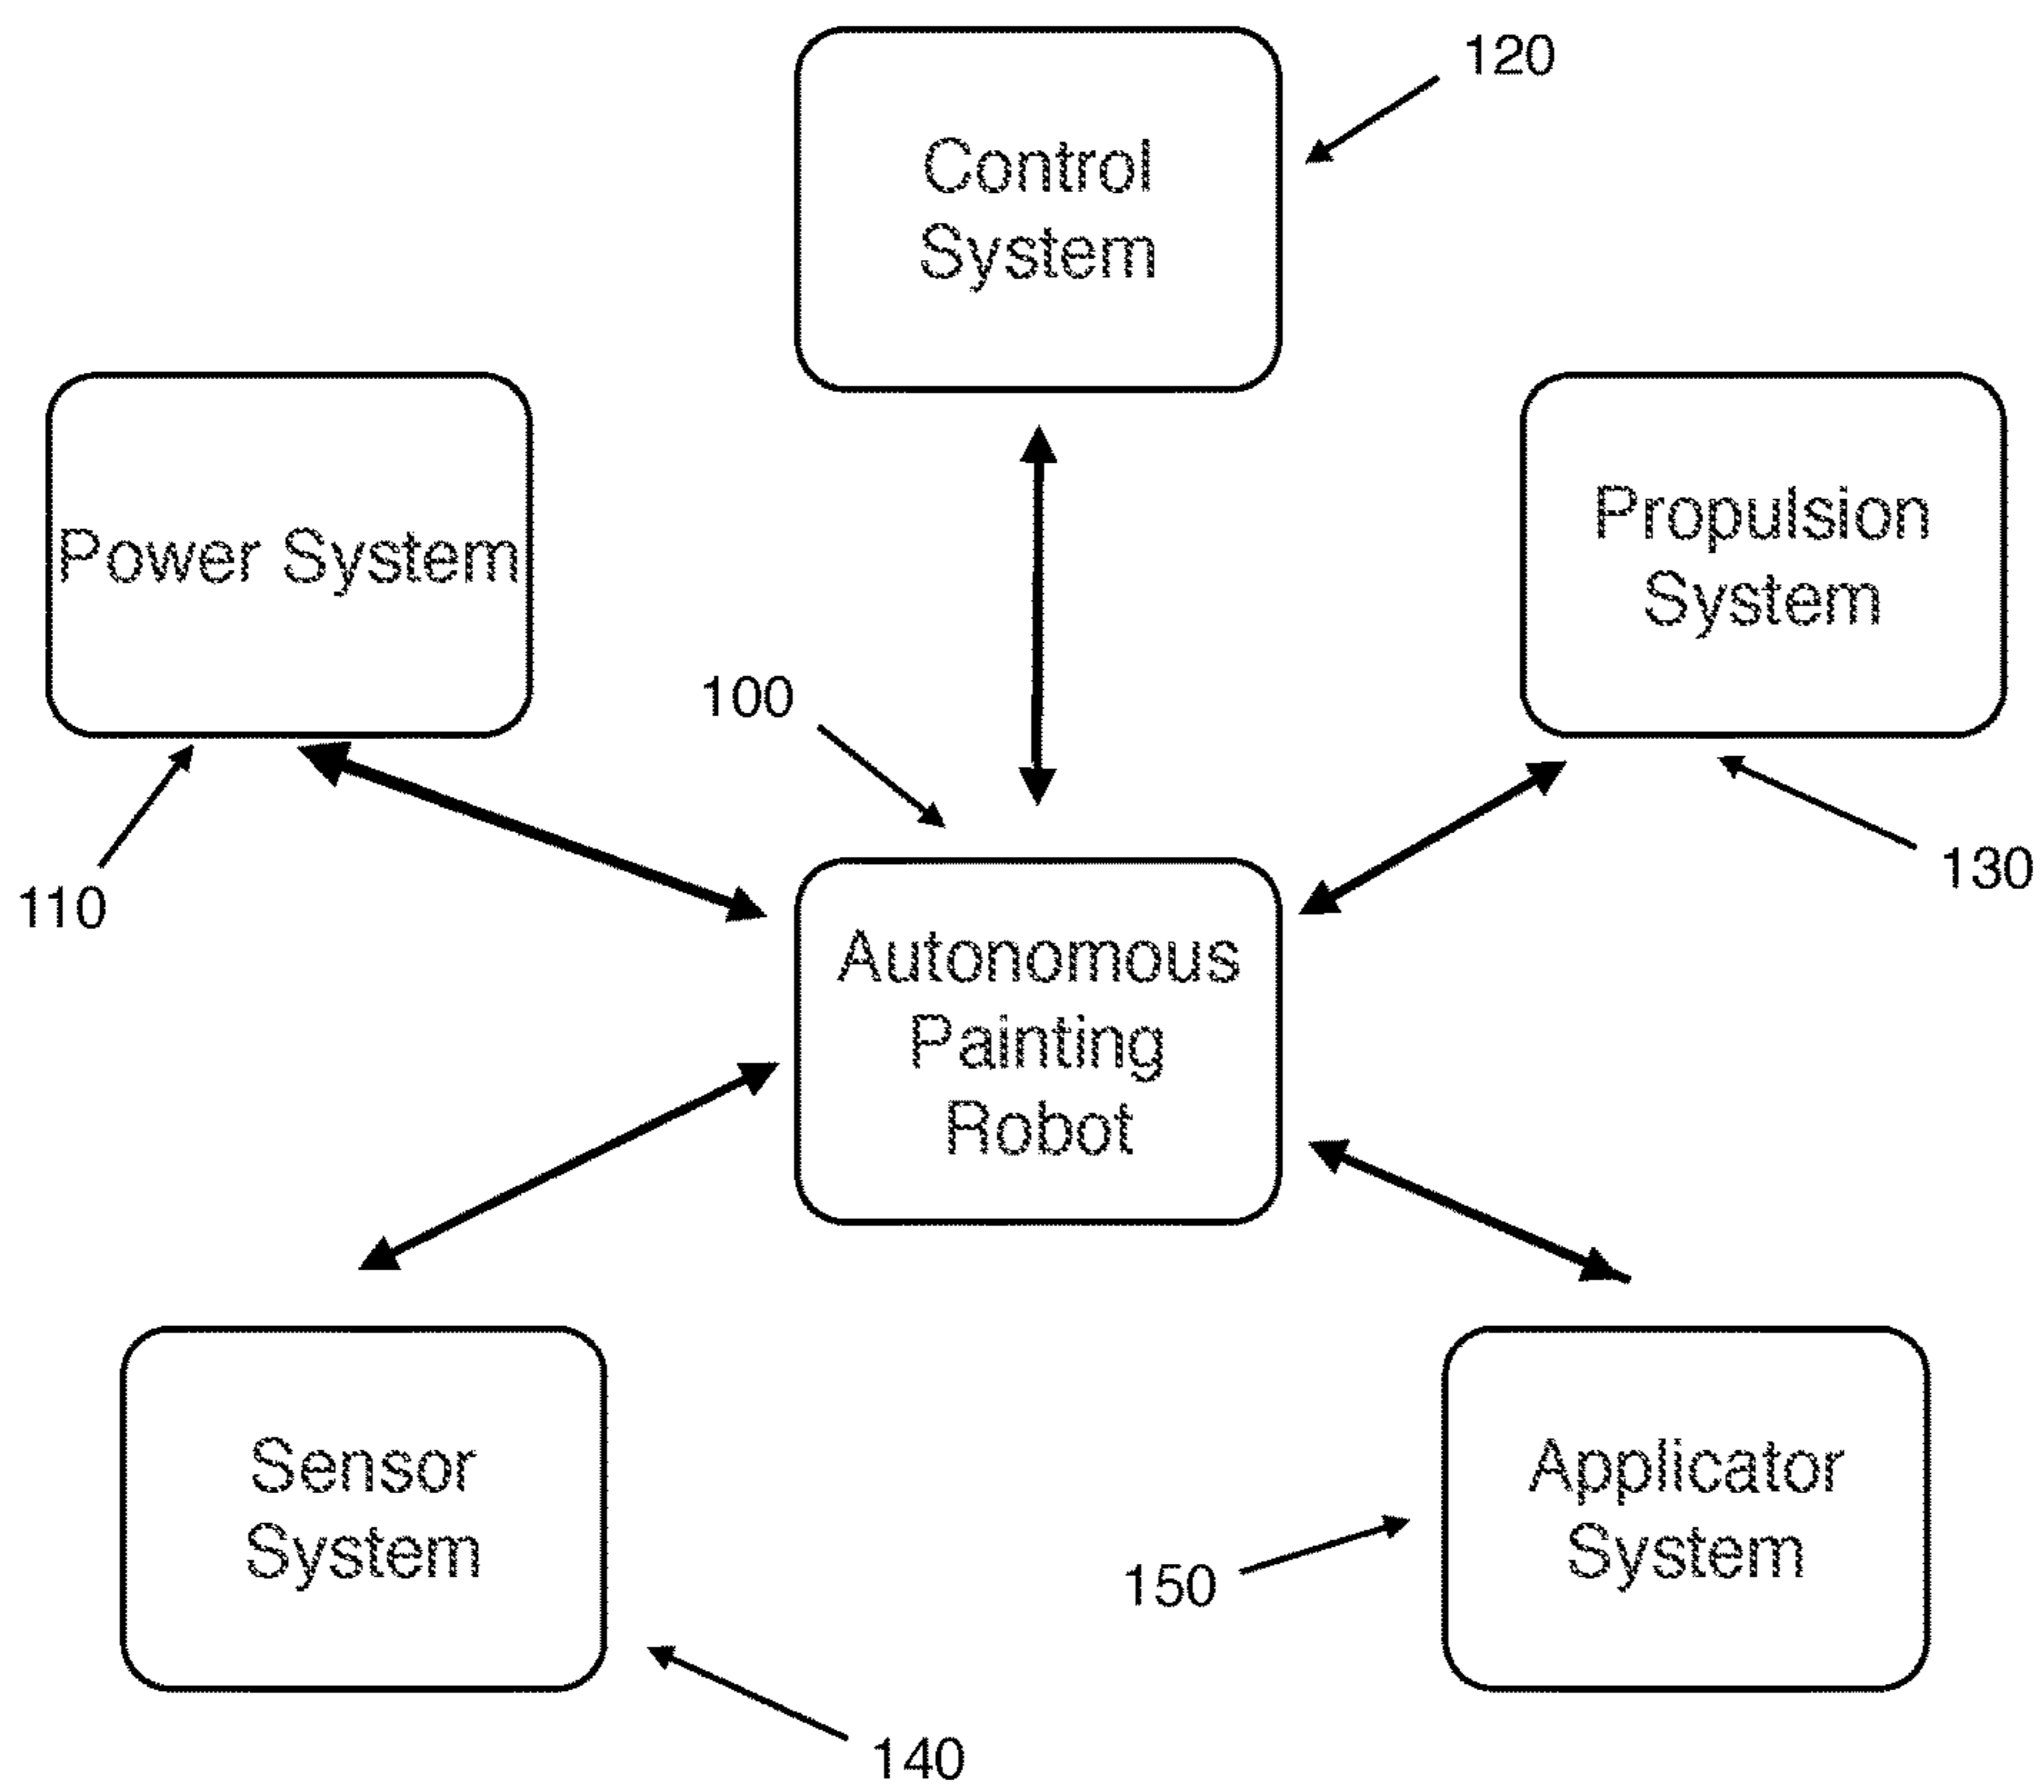 120
Control
System
Power System
Propulsion
System
100
130
110
Autonomous
Painting
Robot
Sensor
System
Applicator
System
150
140